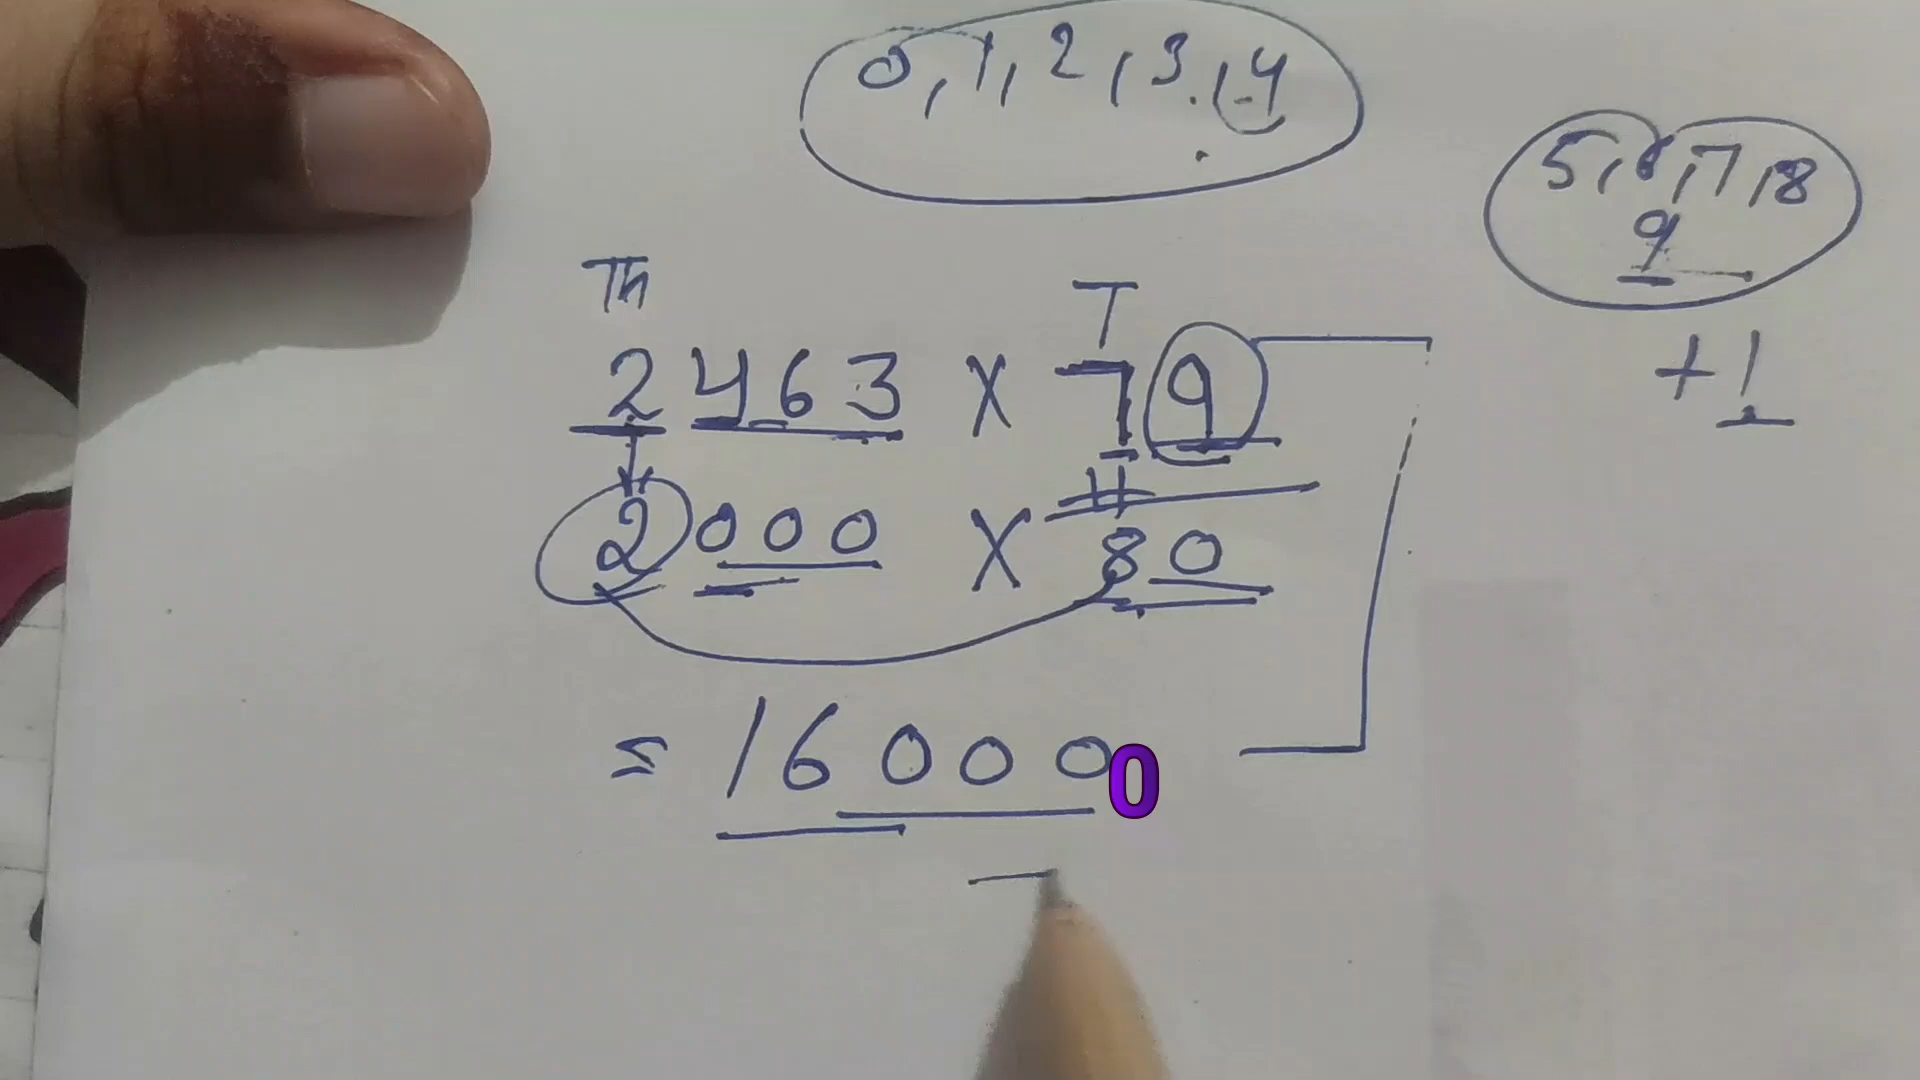 0, 1, 2, 3, 4
5, 6, 7, 8
9
+1
Th T
2463 X 79
2000 X 80
= 160000